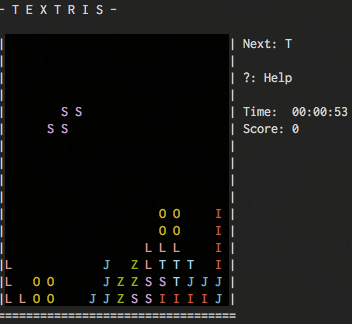 - T E X T R I S -
Next: T
?: Help
Time:  00:00:53
Score: 0
S S
S S
O O I
O O I
L L L I
L J Z L T T T I
L O O J Z Z S S T J J J
L L O O J J Z S S I I I I J
================================